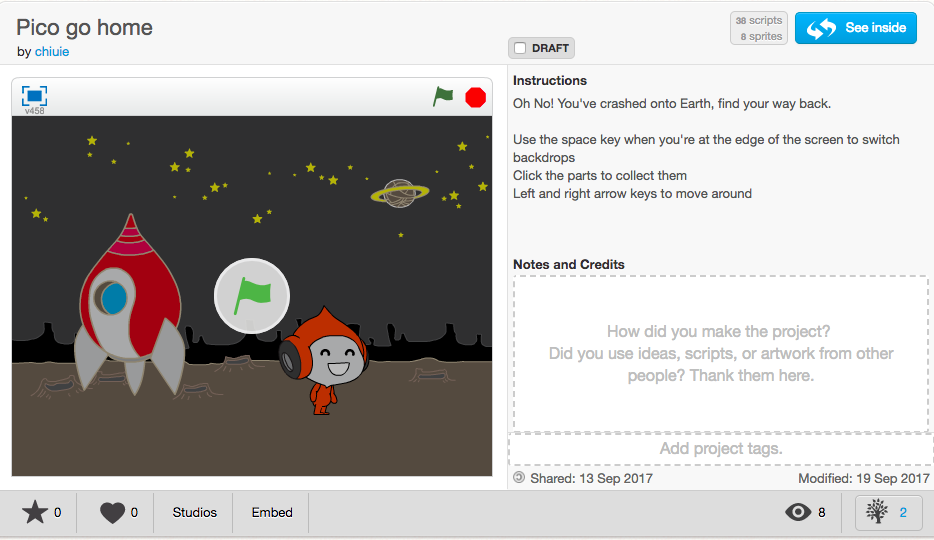 Pico go home
by chiuie
DRAFT
38 scripts
8 sprites
See inside
v458
Instructions
Oh No! You've crashed onto Earth, find your way back.
Use the space key when you're at the edge of the screen to switch
backdrops
Click the parts to collect them
Left and right arrow keys to move around
Notes and Credits
How did you make the project?
Did you use ideas, scripts, or artwork from other
people? Thank them here.
Add project tags.
Shared: 13 Sep 2017 Modified: 19 Sep 2017
0 0 Studios Embed 8 2